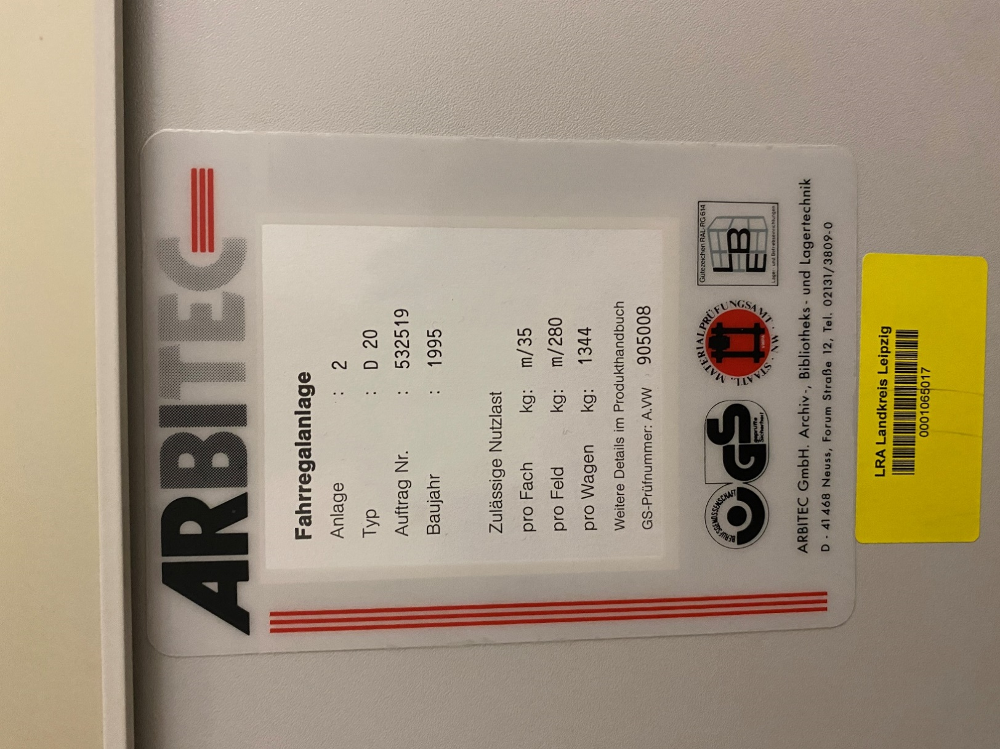 ARBITEC
Fahrregalanlage
Anlage : 2
Typ : D 20
Auftrag Nr. : 532519
Baujahr : 1995
Zulässige Nutzlast
pro Fach kg: m/35
pro Feld kg: m/280
pro Wagen kg: 1344
Weitere Details im Produkthandbuch
GS-Prüfnummer: A.VW 905008
BERUFSGENOSSENSCHAFT
GS
geprüfte
Sicherheit
STAATL. MATERIALPRÜFUNGSAMT · NW ·
VMPA
Gutezeichen RAL-RG 614
LBE
Lager- und Betriebseinrichtungen
ARBITEC GmbH. Archiv-, Bibliotheks- und Lagertechnik
D - 41468 Neuss, Forum Straße 12, Tel. 02131/3809-0
LRA Landkreis Leipzig
0001065017